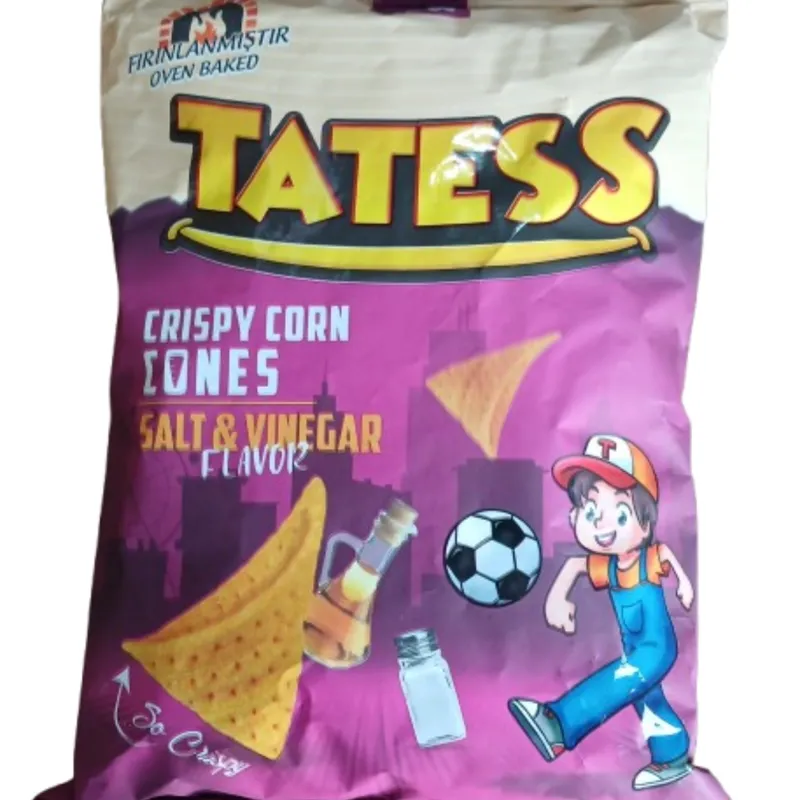 FIRINLANMIŞTIR
OVEN BAKED
TATESS
CRISPY CORN
CONES
SALT & VINEGAR
FLAVOR
T
So Crispy